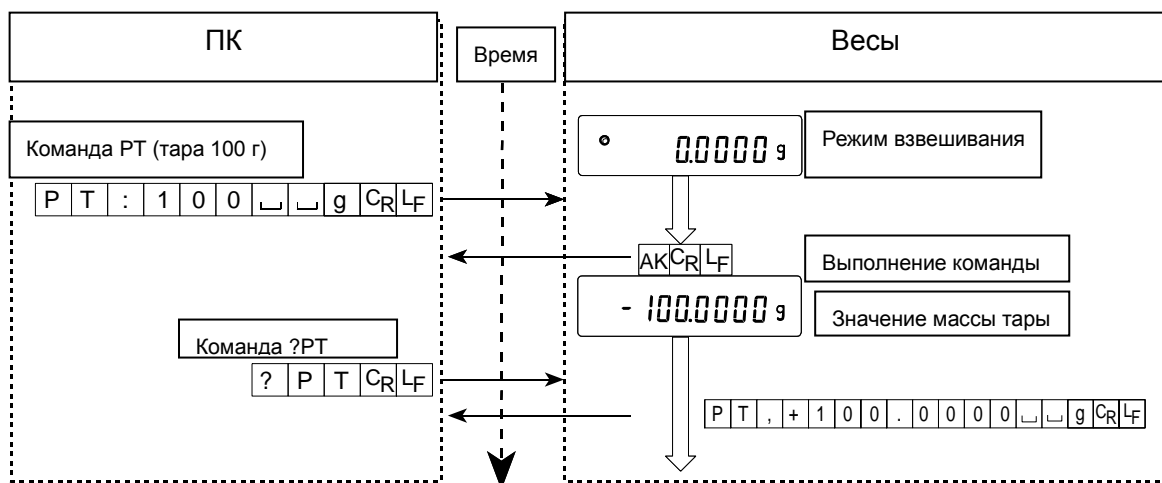 ПК
Время
Весы
Команда PT (тара 100 г)
0.0000 g
Режим взвешивания
P T : 1 0 0 ␣ ␣ g CR LF
AK CR LF
Выполнение команды
- 100.0000 g
Значение массы тары
Команда ?PT
? P T CR LF
P T , + 1 0 0 . 0 0 0 0 ␣ ␣ g CR LF